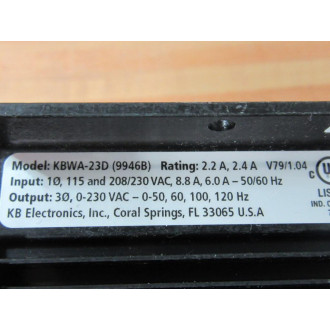 Model: KBWA-23D (9946B) Rating: 2.2 A, 2.4 A V79/1.04
Input: 1Ø, 115 and 208/230 VAC, 8.8 A, 6.0 A – 50/60 Hz
Output: 3Ø, 0-230 VAC – 0-50, 60, 100, 120 Hz
KB Electronics, Inc., Coral Springs, FL 33065 U.S.A
C U
LIS
IND. C